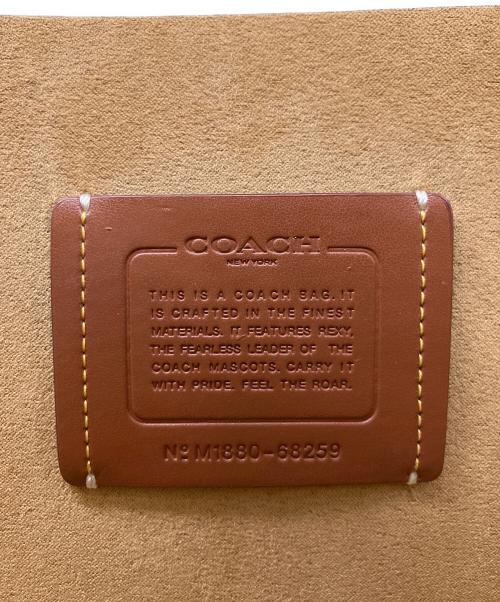 COACH
NEW YORK
THIS IS A COACH BAG. IT
IS CRAFTED IN THE FINEST
MATERIALS. IT FEATURES REXY,
THE FEARLESS LEADER OF THE
COACH MASCOTS. CARRY IT
WITH PRIDE. FEEL THE ROAR.
Nº M1880-68259